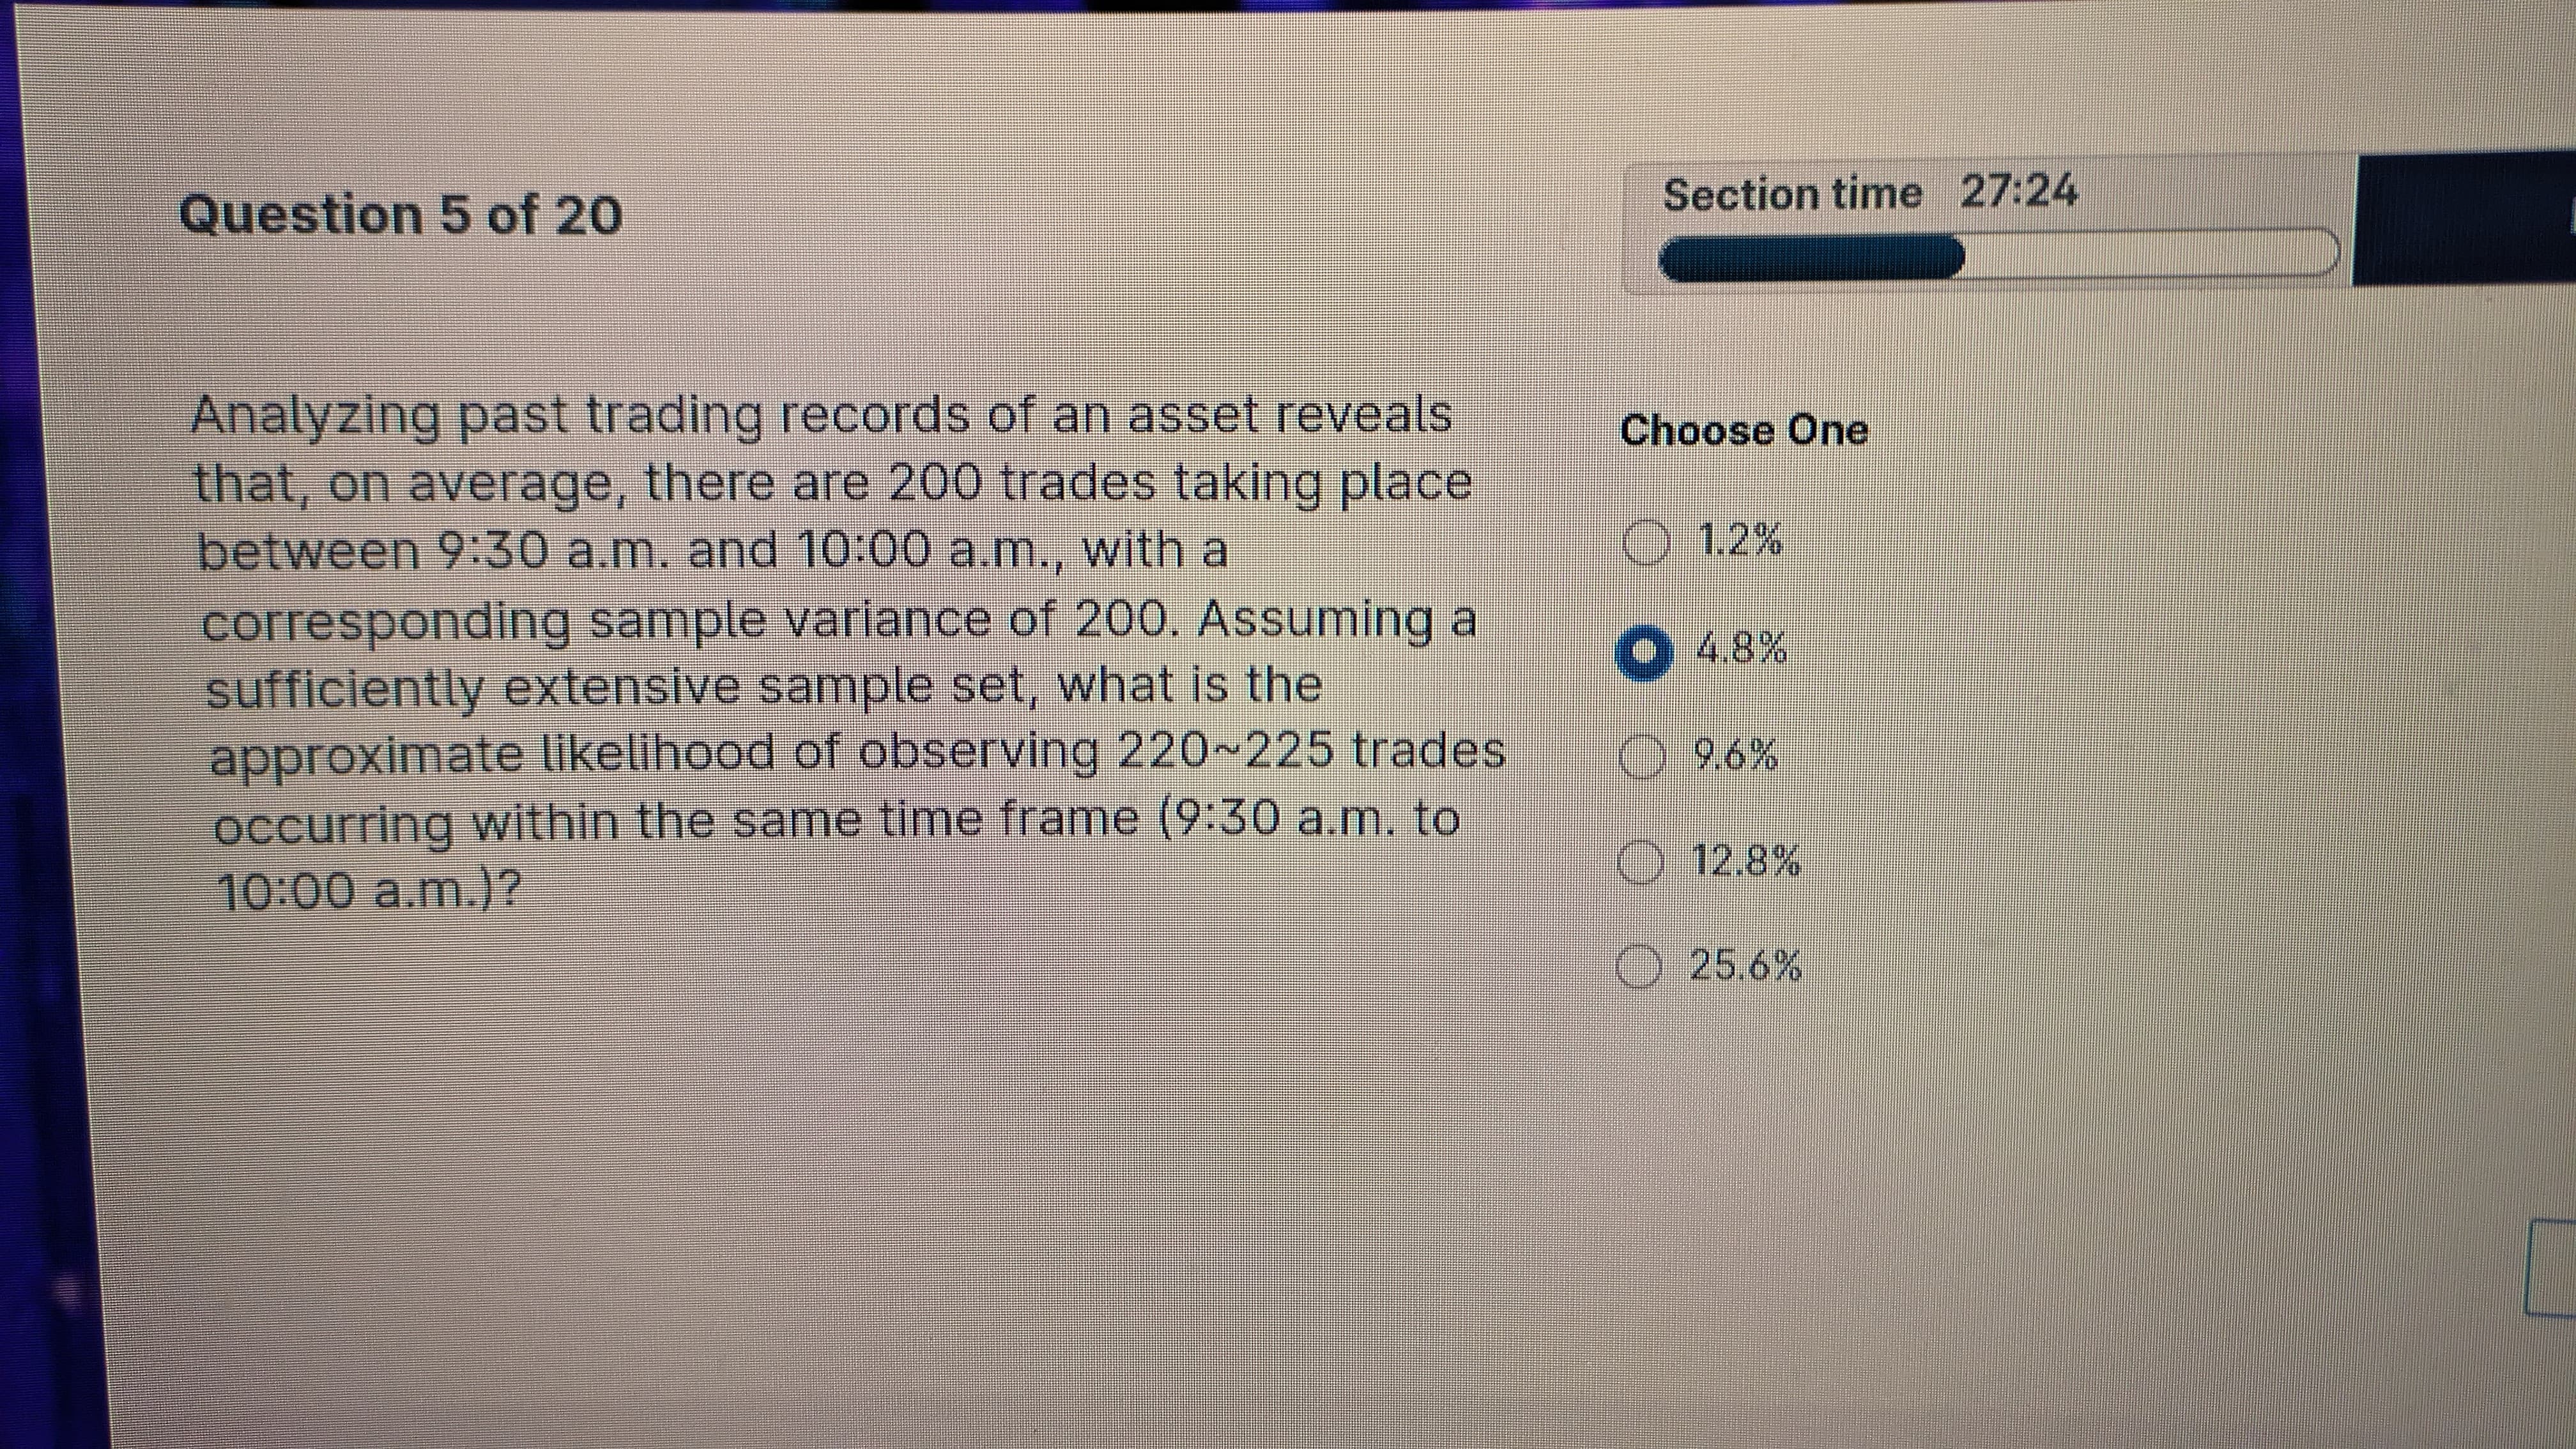 Question 5 of 20
Section time 27:24
Analyzing past trading records of an asset reveals
that, on average, there are 200 trades taking place
between 9:30 a.m. and 10:00 a.m., with a
corresponding sample variance of 200. Assuming a
sufficiently extensive sample set, what is the
approximate likelihood of observing 220~225 trades
occurring within the same time frame (9:30 a.m. to
10:00 a.m.)?
Choose One
1.2%
4.8%
9.6%
12.8%
25.6%